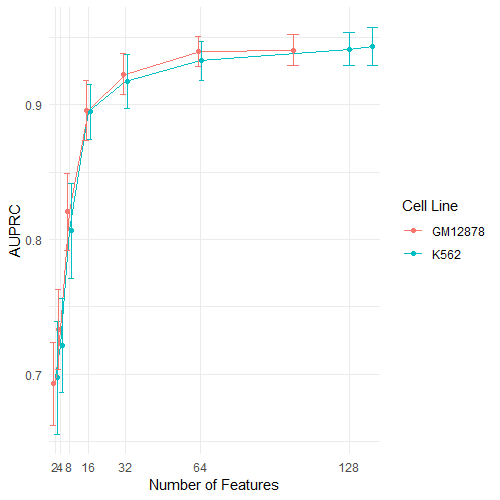 AUPRC
0.9
0.8
0.7
2 4 8 16 32 64 128
Number of Features
Cell Line
GM12878
K562